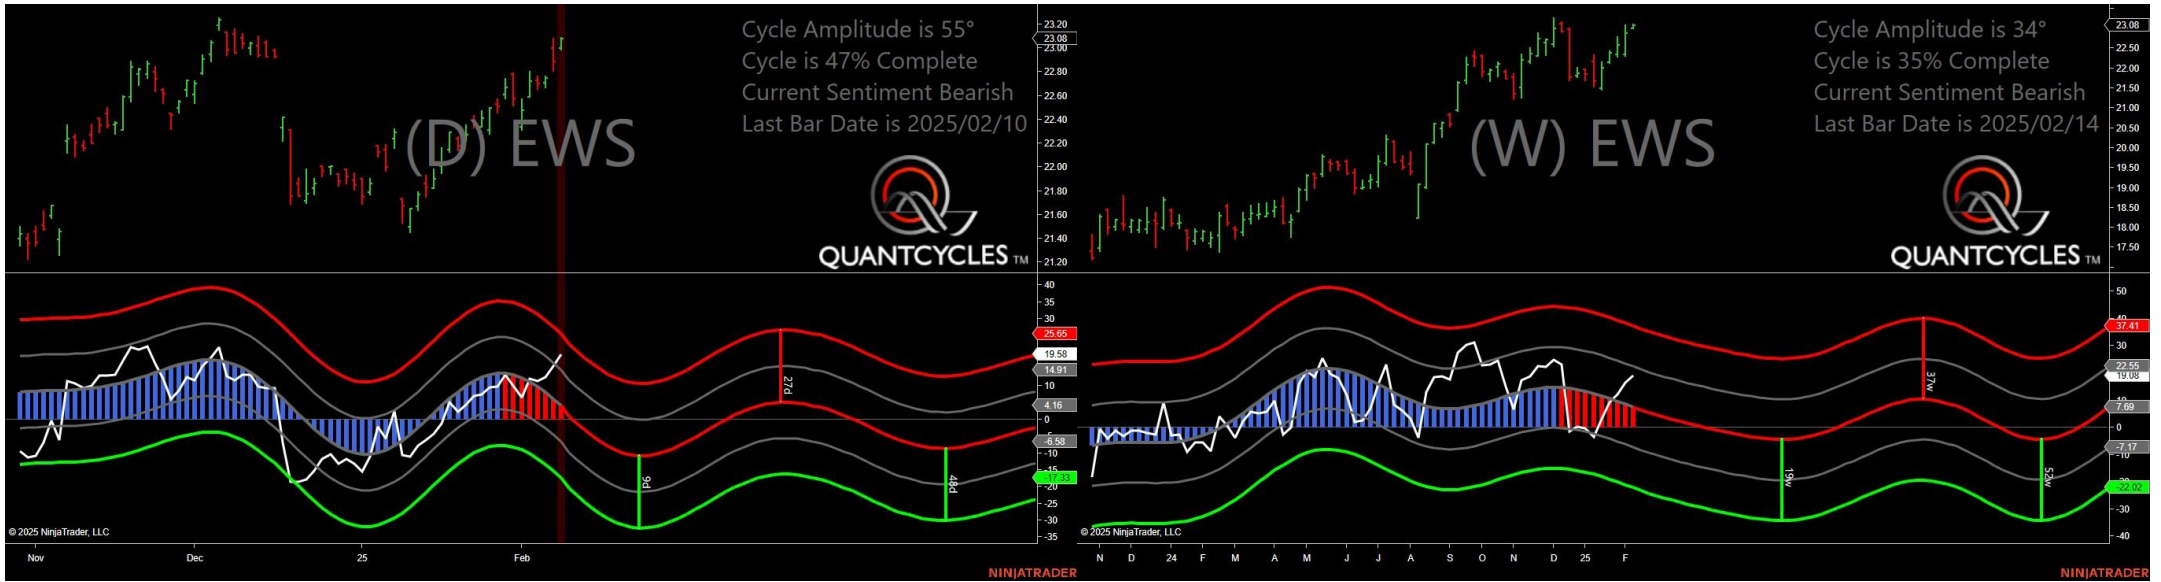 Cycle Amplitude is 55°
Cycle is 47% Complete
Current Sentiment Bearish
Last Bar Date is 2025/02/10
(D) EWS
QUANTCYCLES TM
23.20
23.08
23.00
22.80
22.60
22.40
22.20
22.00
21.80
21.60
21.40
21.20
40
35
30
25.65
19.58
14.91
10
4.16
0
-6.58
-10
-15
-17.33
-20
-25
-30
-35
27d
9d
48d
© 2025 NinjaTrader, LLC
Nov
Dec
25
Feb
NINJATRADER
Cycle Amplitude is 34°
Cycle is 35% Complete
Current Sentiment Bearish
Last Bar Date is 2025/02/14
(W) EWS
QUANTCYCLES TM
23.08
22.50
22.00
21.50
21.00
20.50
20.00
19.50
19.00
18.50
18.00
17.50
50
37.41
30
22.55
19.08
7.69
0
-7.17
-10
-22.02
-30
-40
37w
19w
52w
© 2025 NinjaTrader, LLC
N D 24 F M A M J J A S O N D 25 F
NINJATRADER